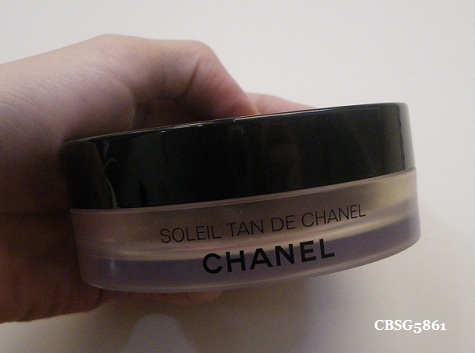 SOLEIL TAN DE CHANEL
CHANEL
CBSG5861